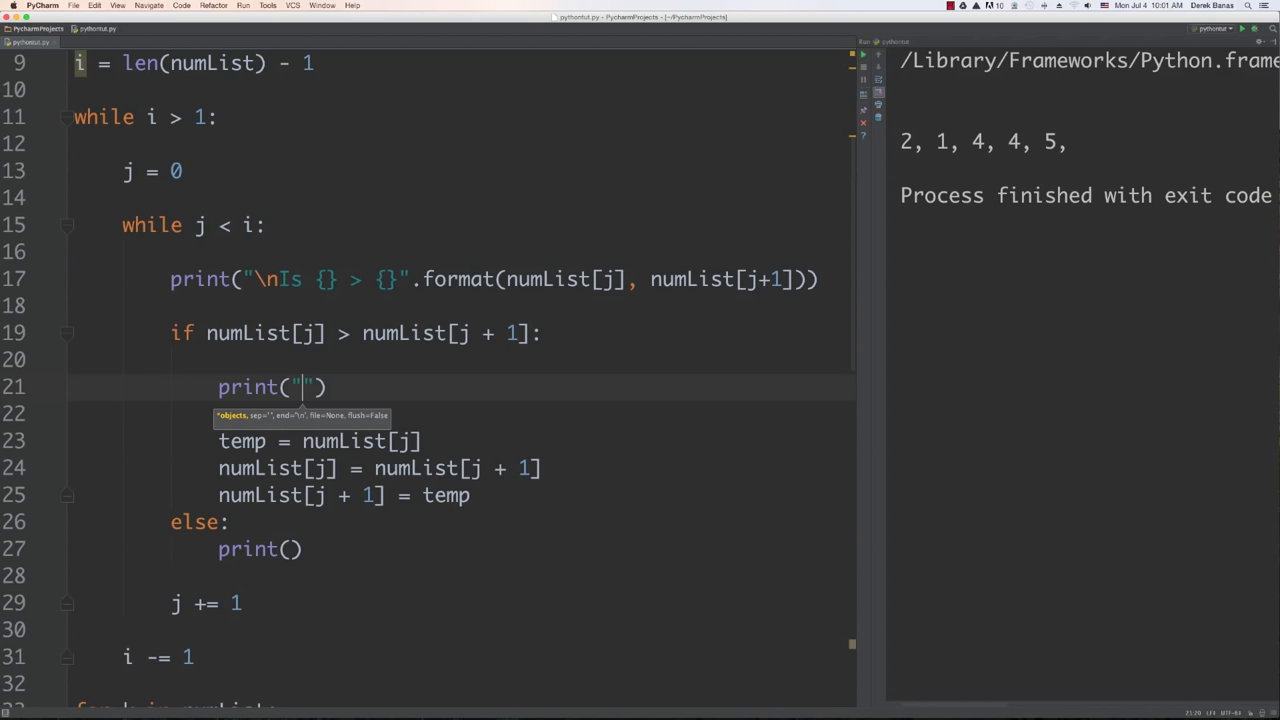 PyCharm File Edit View Navigate Code Refactor Run Tools VCS Window Help
10 Mon Jul 4 10:01 AM Derek Banas
pythontut.py - PycharmProjects - [~/PycharmProjects]
PycharmProjects pythontut.py pythontut
pythontut.py
Run: pythontut
9 i = len(numList) - 1
10
11 while i > 1:
12
13 j = 0
14
15 while j < i:
16
17 print("\nIs {} > {}".format(numList[j], numList[j+1]))
18
19 if numList[j] > numList[j + 1]:
20
21 print("")
*objects, sep=' ', end='\n', file=None, flush=False
22
23 temp = numList[j]
24 numList[j] = numList[j + 1]
25 numList[j + 1] = temp
26 else:
27 print()
28
29 j += 1
30
31 i -= 1
32
/Library/Frameworks/Python.frame
2, 1, 4, 4, 5,
Process finished with exit code
21:20 LF UTF-8